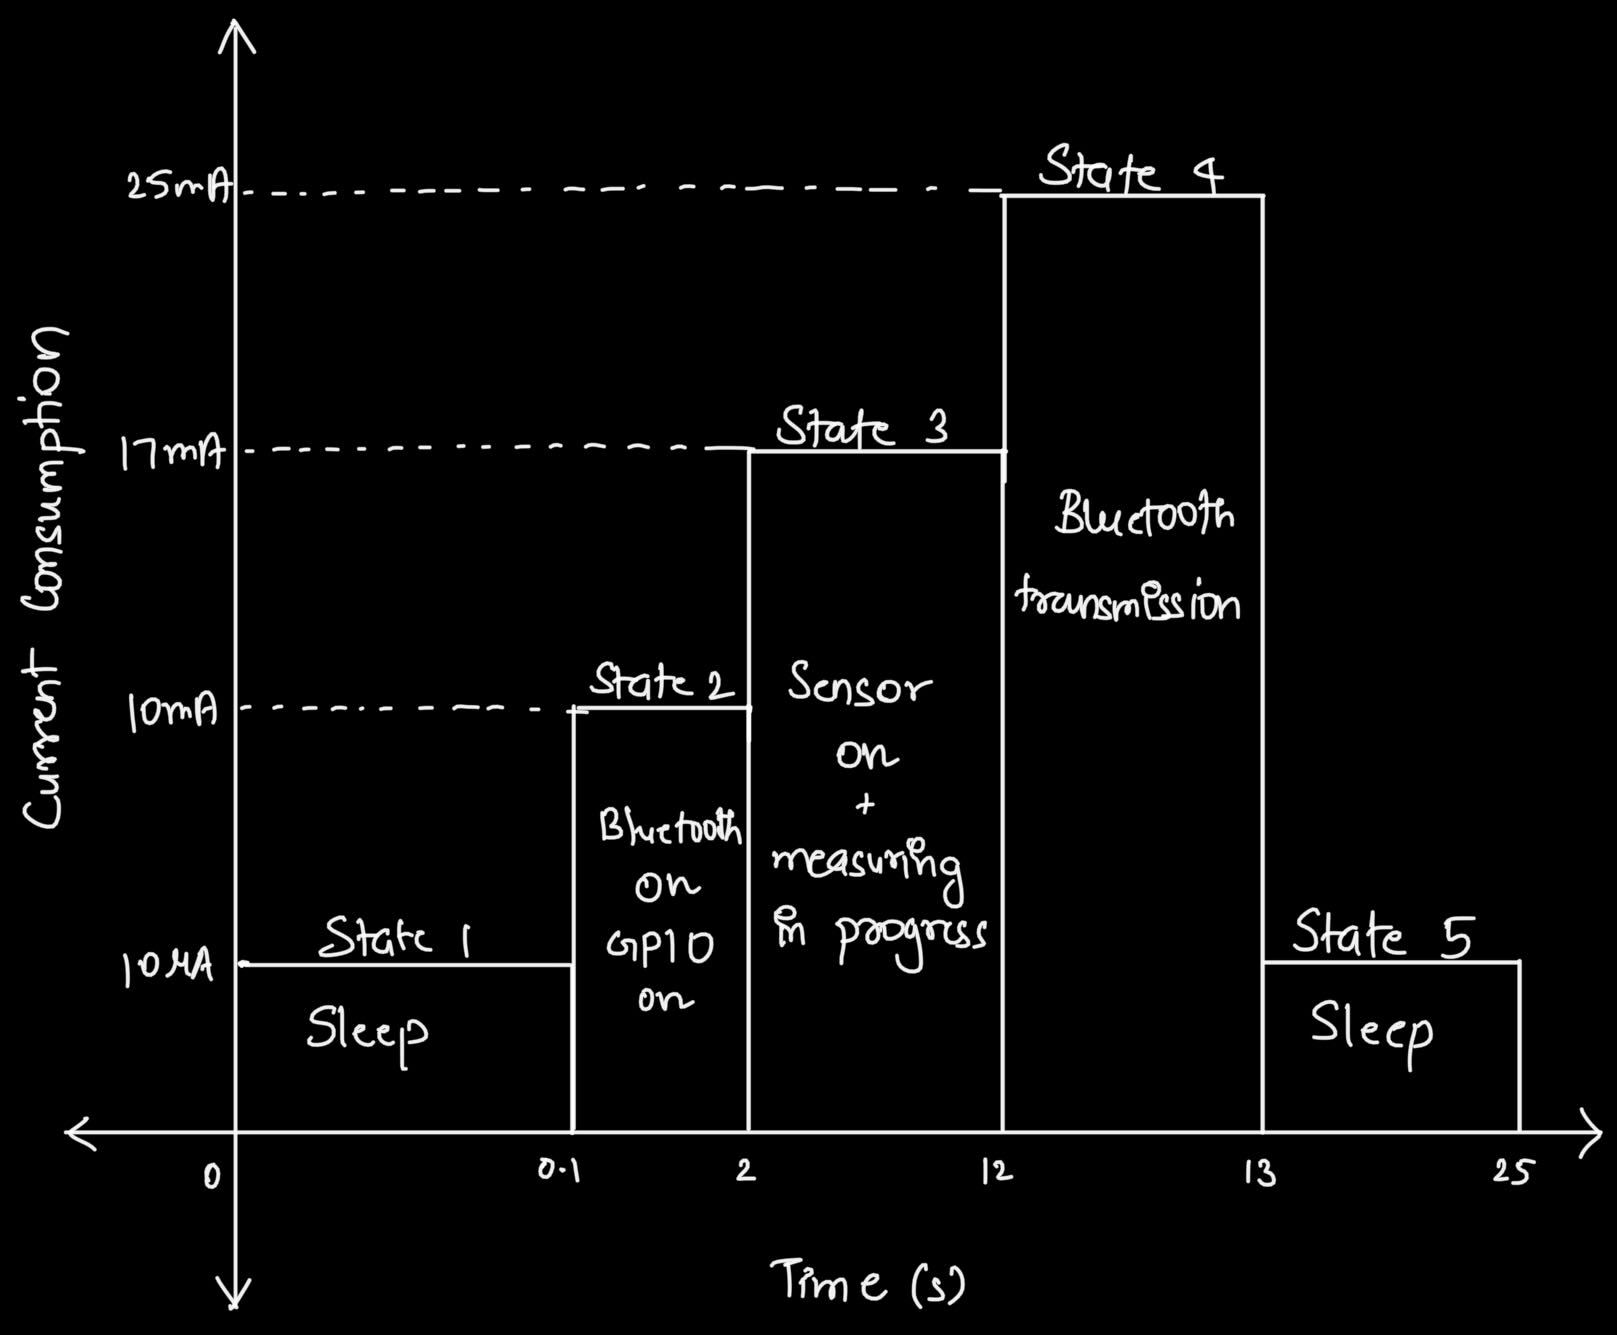 25mA
State 4
17mA
State 3
Bluetooth
transmission
10mA
State 2
Sensor
on
+
measuring
in progress
Bluetooth
on
GPIO
on
10μA
State 1
Sleep
State 5
Sleep
Current Consumption
0
0.1
2
12
13
25
Time (s)